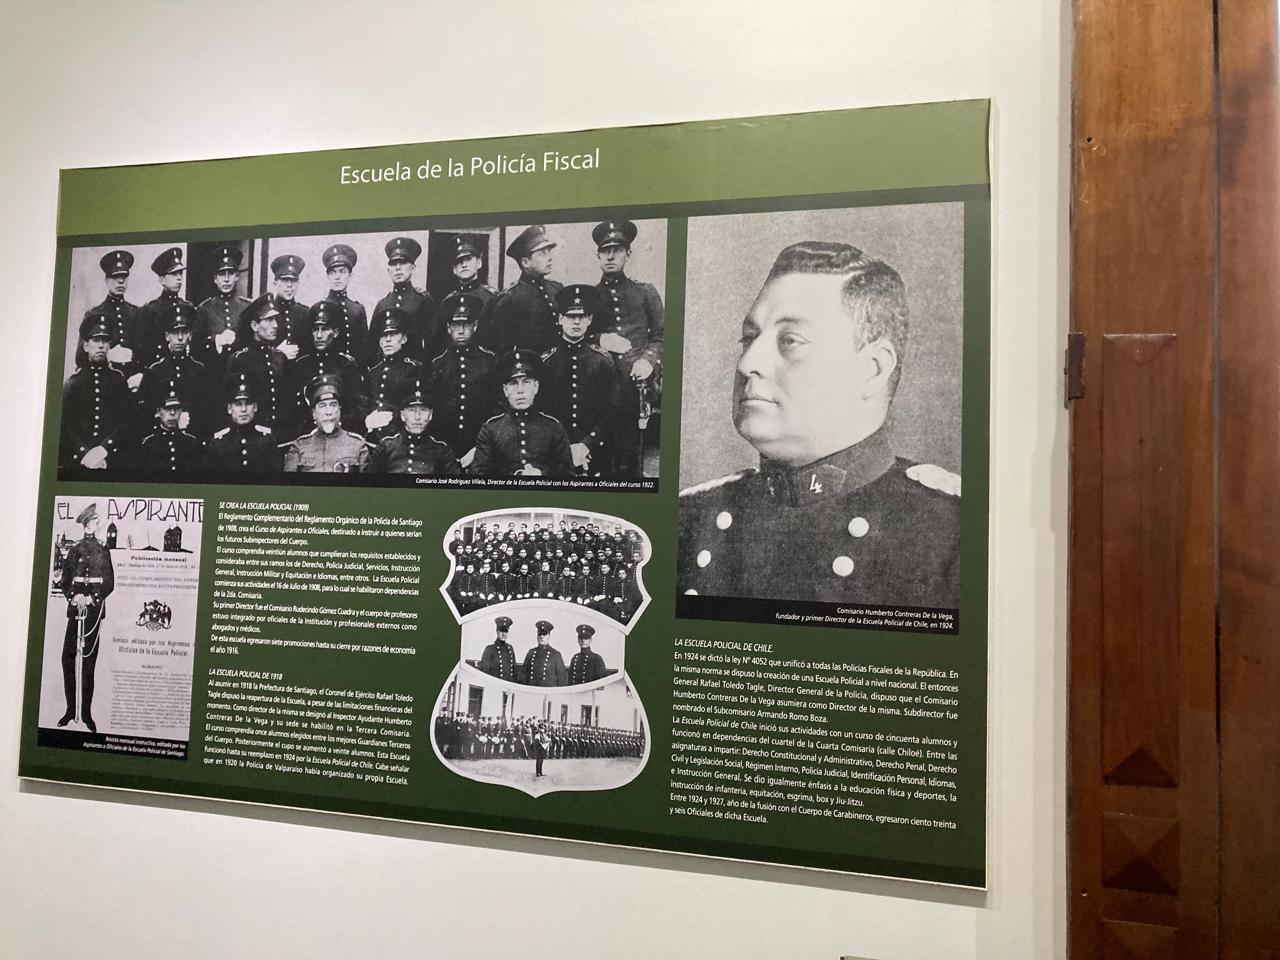 Escuela de la Policía Fiscal
Comisario José Rodriguez Villela, Director de la Escuela Policial con los Aspirantes a Oficiales del curso 1922.
EL ASPIRANTE
Publicación mensual
Revista editada por los Aspirantes
a Oficiales de la Escuela Policial
Revista mensual instructiva, editada por los
Aspirantes a Oficiales de la Escuela Policial de Santiago.
SE CREA LA ESCUELA POLICIAL (1909)
El Reglamento Complementario del Reglamento Orgánico de la Policía de Santiago
de 1908, crea el Curso de Aspirantes a Oficiales, destinado a instruir a quienes serían
los futuros Subinspectores del Cuerpo.
El curso comprendía veintiún alumnos que cumplieran los requisitos establecidos y
consideraba entre sus ramos los de Derecho, Policía Judicial, Servicios, Instrucción
General, Instrucción Militar y Equitación e Idiomas, entre otros. La Escuela Policial
comienza sus actividades el 16 de Julio de 1908, para lo cual se habilitaron dependencias
de la 2da. Comisaría.
Su primer Director fue el Comisario Rudecindo Gómez Cuadra y el cuerpo de profesores
estuvo integrado por oficiales de la Institución y profesionales externos como
abogados y médicos.
De esta escuela egresaron siete promociones hasta su cierre por razones de economía
el año 1916.
LA ESCUELA POLICIAL DE 1918
Al asumir en 1918 la Prefectura de Santiago, el Coronel de Ejército Rafael Toledo
Tagle dispuso la reapertura de la Escuela, a pesar de las limitaciones financieras del
momento. Como director de la misma se designó al Inspector Ayudante Humberto
Contreras De la Vega y su sede se habilitó en la Tercera Comisaría.
El curso comprendía once alumnos elegidos entre los mejores Guardianes Terceros
del Cuerpo. Posteriormente el cupo se aumentó a veinte alumnos. Esta Escuela
funcionó hasta su reemplazo en 1924 por la Escuela Policial de Chile. Cabe señalar
que en 1920 la Policía de Valparaíso había organizado su propia Escuela.
4
Comisario Humberto Contreras De la Vega,
fundador y primer Director de la Escuela Policial de Chile, en 1924.
LA ESCUELA POLICIAL DE CHILE.
En 1924 se dictó la ley N° 4052 que unificó a todas las Policías Fiscales de la República. En
la misma norma se dispuso la creación de una Escuela Policial a nivel nacional. El entonces
General Rafael Toledo Tagle, Director General de la Policía, dispuso que el Comisario
Humberto Contreras De la Vega asumiera como Director de la misma. Subdirector fue
nombrado el Subcomisario Armando Romo Boza.
La Escuela Policial de Chile inició sus actividades con un curso de cincuenta alumnos y
funcionó en dependencias del cuartel de la Cuarta Comisaría (calle Chiloé). Entre las
asignaturas a impartir: Derecho Constitucional y Administrativo, Derecho Penal, Derecho
Civil y Legislación Social, Régimen Interno, Policía Judicial, Identificación Personal, Idiomas,
e Instrucción General. Se dio igualmente énfasis a la educación física y deportes, la
instrucción de infantería, equitación, esgrima, box y Jiu-Jitzu.
Entre 1924 y 1927, año de la fusión con el Cuerpo de Carabineros, egresaron ciento treinta
y seis Oficiales de dicha Escuela.